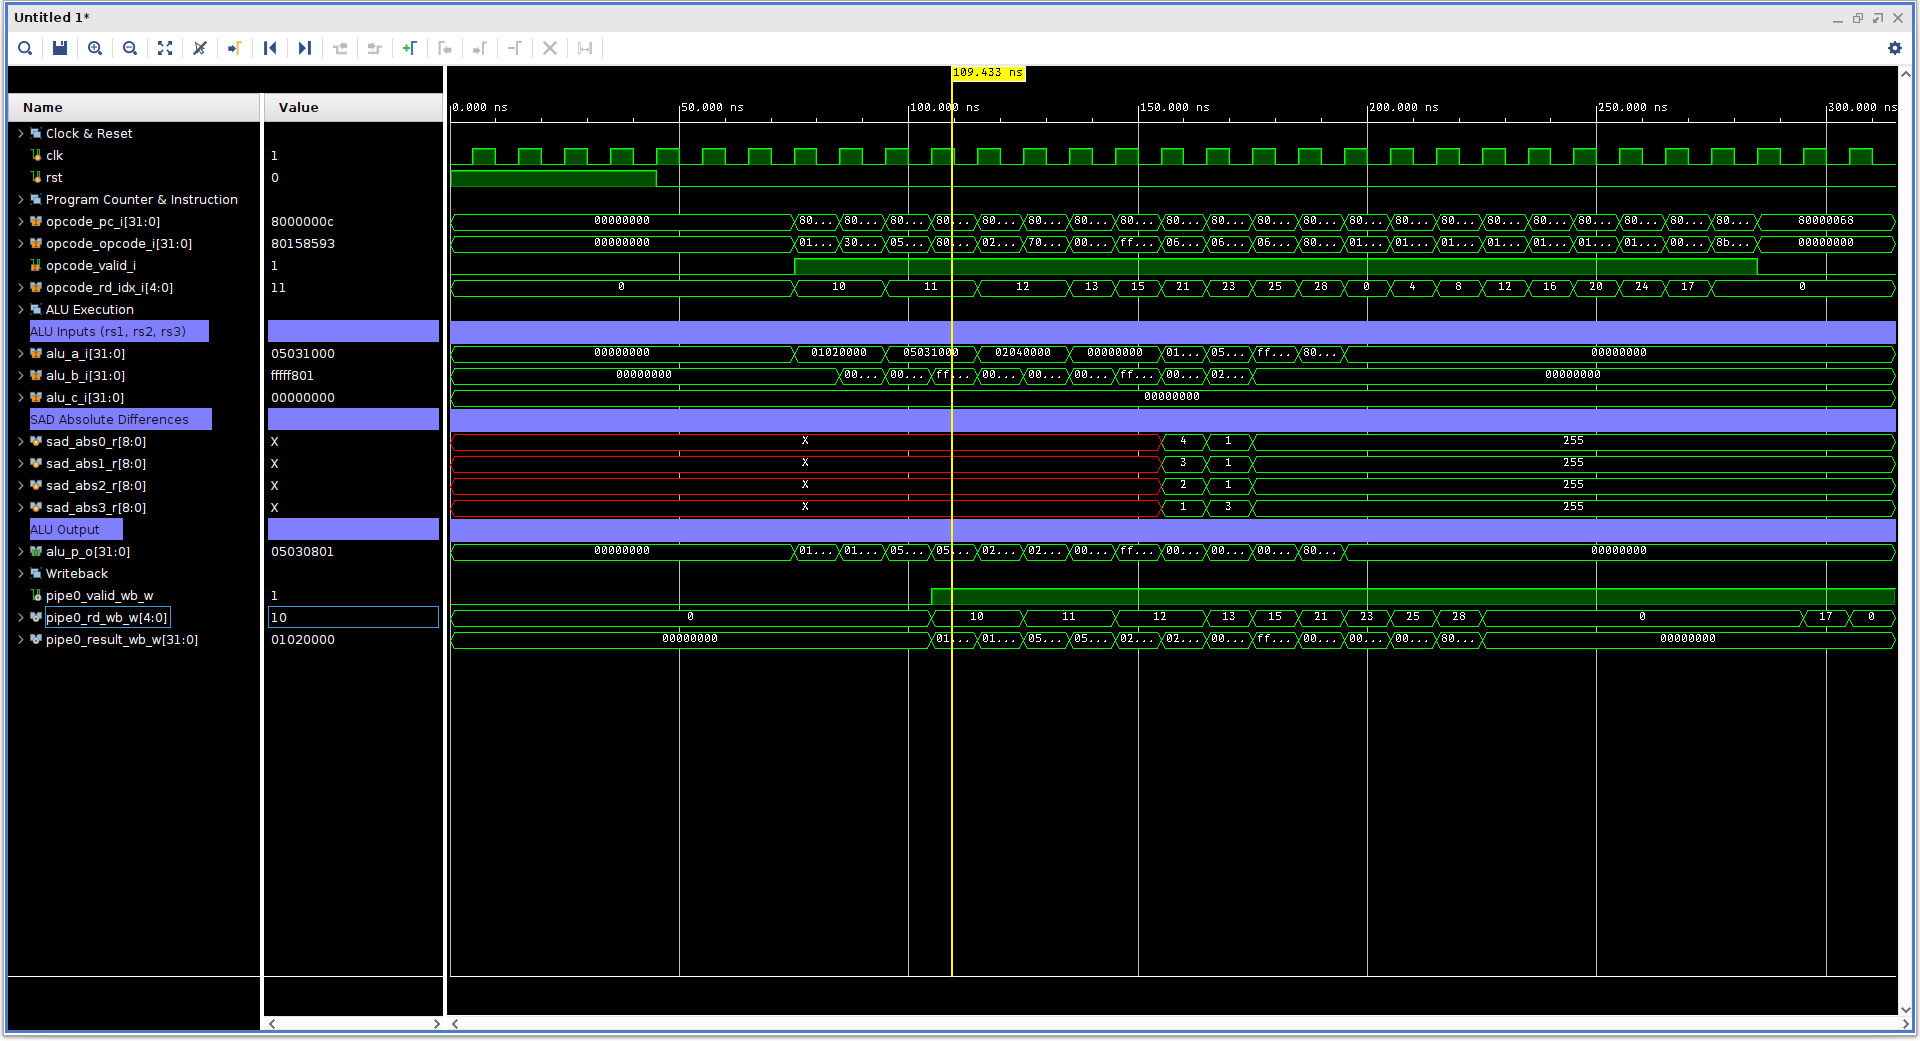 Untitled 1*
109.433 ns
Name Value 0.000 ns 50.000 ns 100.000 ns 150.000 ns 200.000 ns 250.000 ns 300.000 ns
Clock & Reset
clk 1
rst 0
Program Counter & Instruction
opcode_pc_i[31:0] 8000000c 00000000 80... 80... 80... 80... 80... 80... 80... 80... 80... 80... 80... 80... 80... 80... 80... 80... 80... 80... 80... 80... 80... 80000068
opcode_opcode_i[31:0] 80158593 00000000 01... 30... 05... 80... 02... 70... 00... ff... 06... 06... 06... 80... 01... 01... 01... 01... 01... 01... 01... 00... 8b... 00000000
opcode_valid_i 1
opcode_rd_idx_i[4:0] 11 0 10 11 12 13 15 21 23 25 28 0 4 8 12 16 20 24 17 0
ALU Execution
ALU Inputs (rs1, rs2, rs3)
alu_a_i[31:0] 05031000 00000000 01020000 05031000 02040000 00000000 01... 05... ff... 80... 00000000
alu_b_i[31:0] fffff801 00000000 00... 00... ff... 00... 00... 00... ff... 00... 02... 00000000
alu_c_i[31:0] 00000000 00000000
SAD Absolute Differences
sad_abs0_r[8:0] X X 4 1 255
sad_abs1_r[8:0] X X 3 1 255
sad_abs2_r[8:0] X X 2 1 255
sad_abs3_r[8:0] X X 1 3 255
ALU Output
alu_p_o[31:0] 05030801 00000000 01... 01... 05... 05... 02... 02... 00... ff... 00... 00... 00... 80... 00000000
Writeback
pipe0_valid_wb_w 1
pipe0_rd_wb_w[4:0] 10 0 10 11 12 13 15 21 23 25 28 0 17 0
pipe0_result_wb_w[31:0] 01020000 00000000 01... 01... 05... 05... 02... 02... 00... ff... 00... 00... 00... 80... 00000000